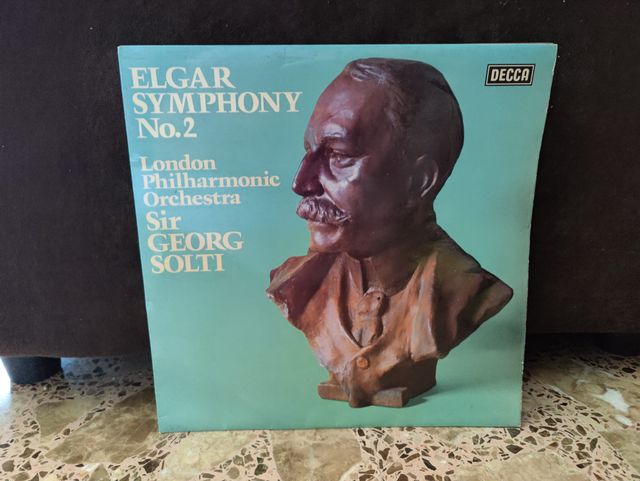 ELGAR
SYMPHONY
No.2
London
Philharmonic
Orchestra
Sir
GEORG
SOLTI
DECCA